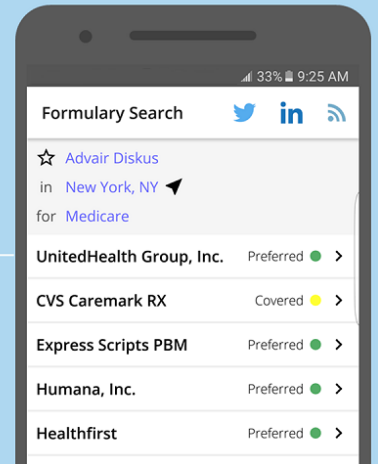 33% 9:25 AM
Formulary Search
in
Advair Diskus
in New York, NY
for Medicare
UnitedHealth Group, Inc. Preferred
CVS Caremark RX Covered
Express Scripts PBM Preferred
Humana, Inc. Preferred
Healthfirst Preferred